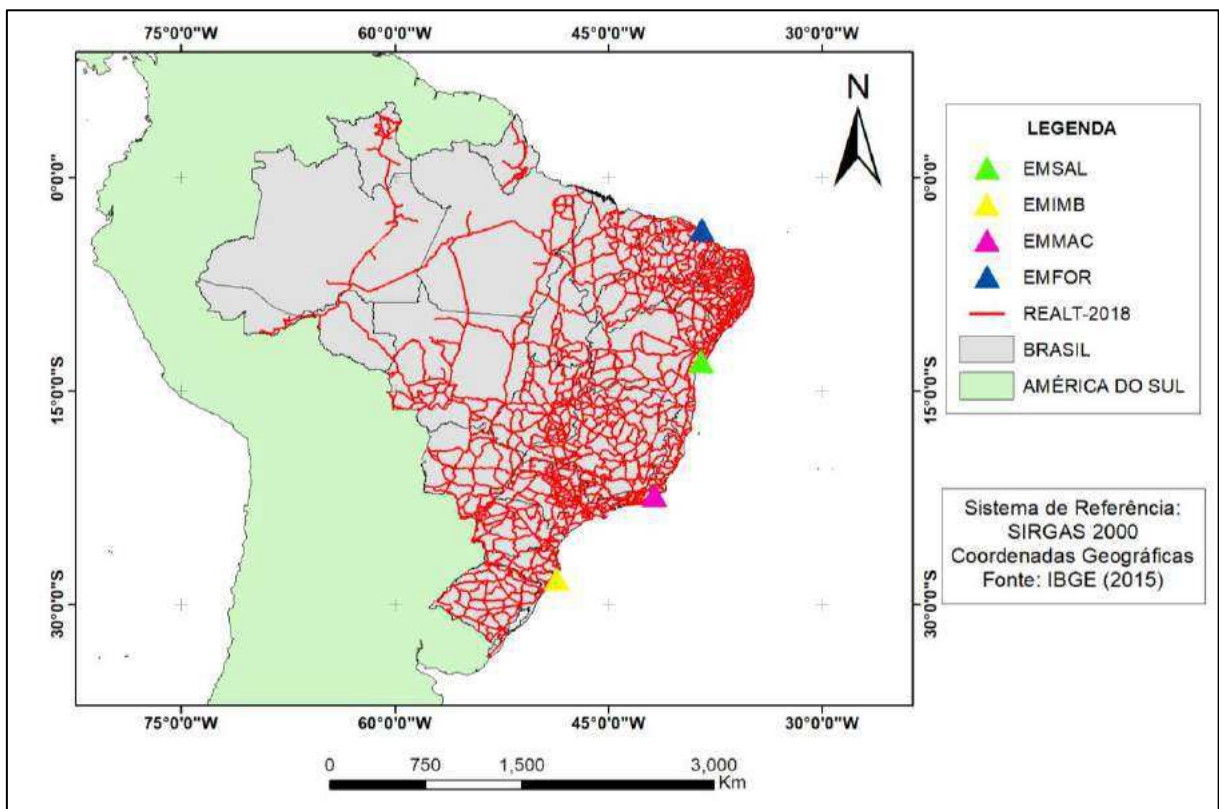 75°0'0"W 60°0'0"W 45°0'0"W 30°0'0"W
0°0'0"
15°0'0"S
30°0'0"S
0°0'0"
15°0'0"S
30°0'0"S
75°0'0"W 60°0'0"W 45°0'0"W 30°0'0"W
0 750 1,500 3,000
Km
N
LEGENDA
EMSAL
EMIMB
EMMAC
EMFOR
REALT-2018
BRASIL
AMÉRICA DO SUL
Sistema de Referência:
SIRGAS 2000
Coordenadas Geográficas
Fonte: IBGE (2015)